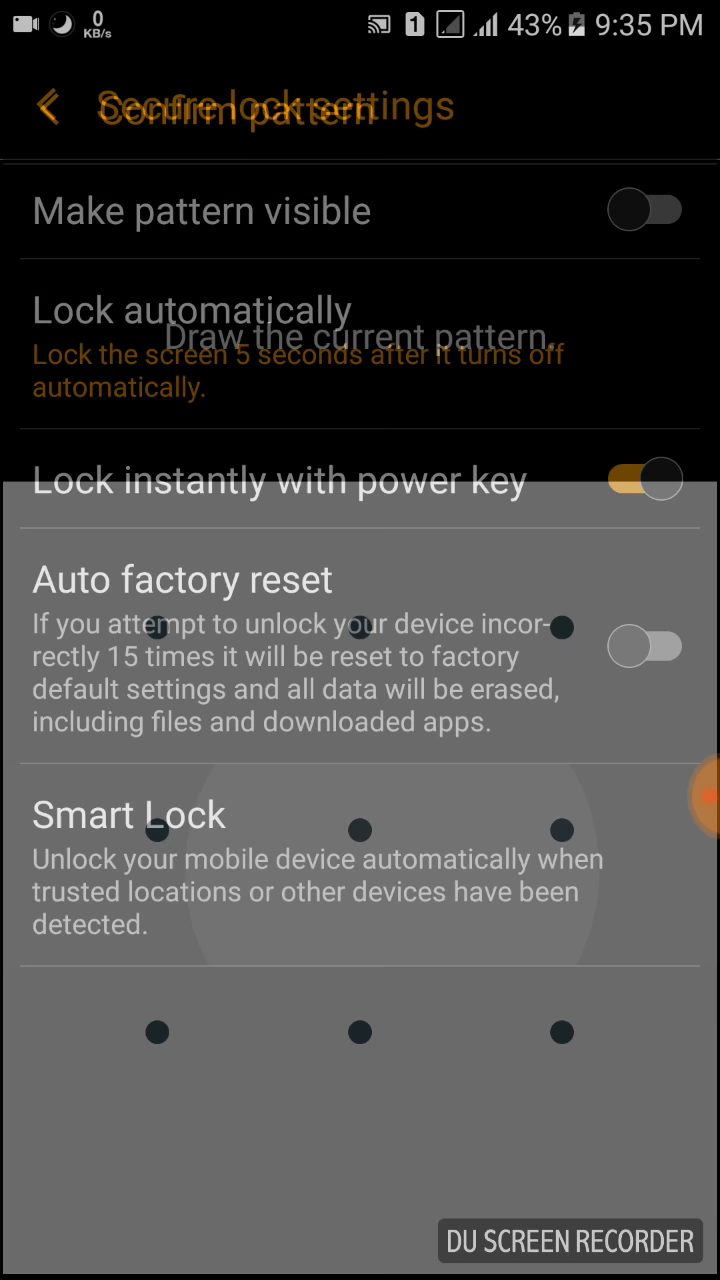 0
KB/s
1
43%
9:35 PM
Secure lock settings
Confirm pattern
Make pattern visible
Lock automatically
Draw the current pattern.
Lock the screen 5 seconds after it turns off
automatically.
Lock instantly with power key
Auto factory reset
If you attempt to unlock your device incor-
rectly 15 times it will be reset to factory
default settings and all data will be erased,
including files and downloaded apps.
Smart Lock
Unlock your mobile device automatically when
trusted locations or other devices have been
detected.
DU SCREEN RECORDER